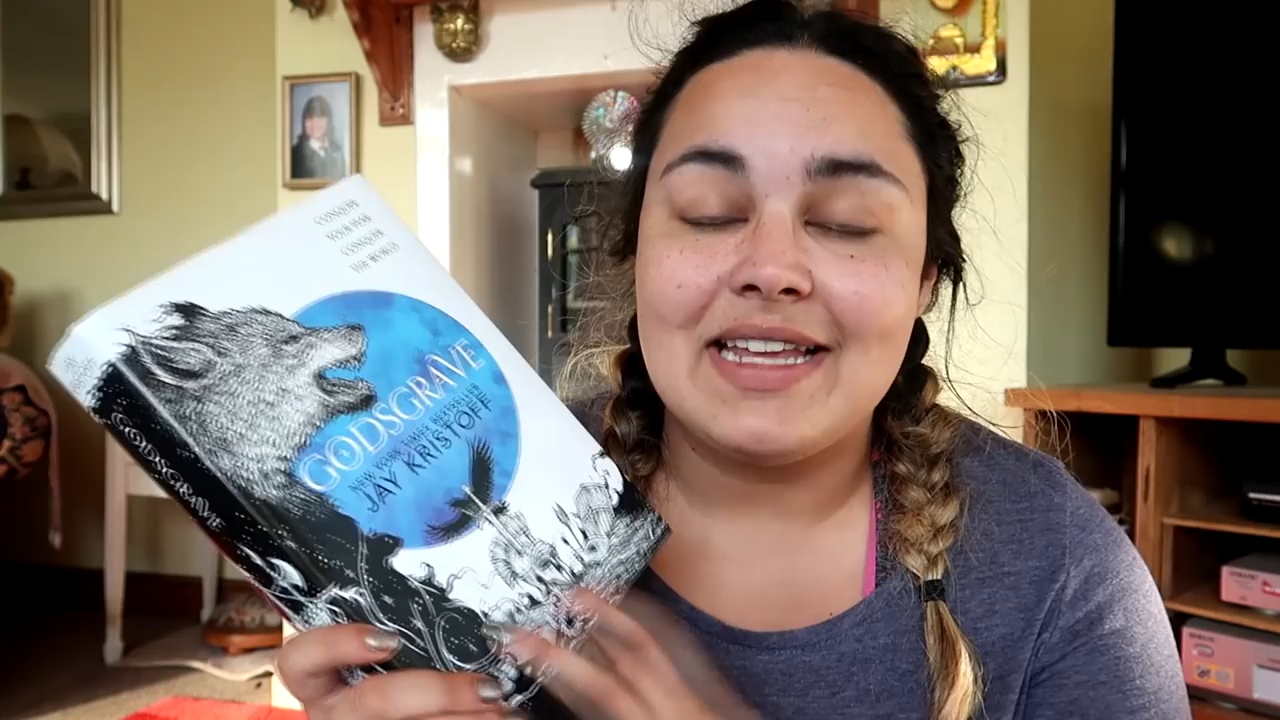 CONQUER
YOUR FEAR
CONQUER
THE WORLD
GODSGRAVE
NEW YORK TIMES BESTSELLER
JAY KRISTOFF
GODSGRAVE